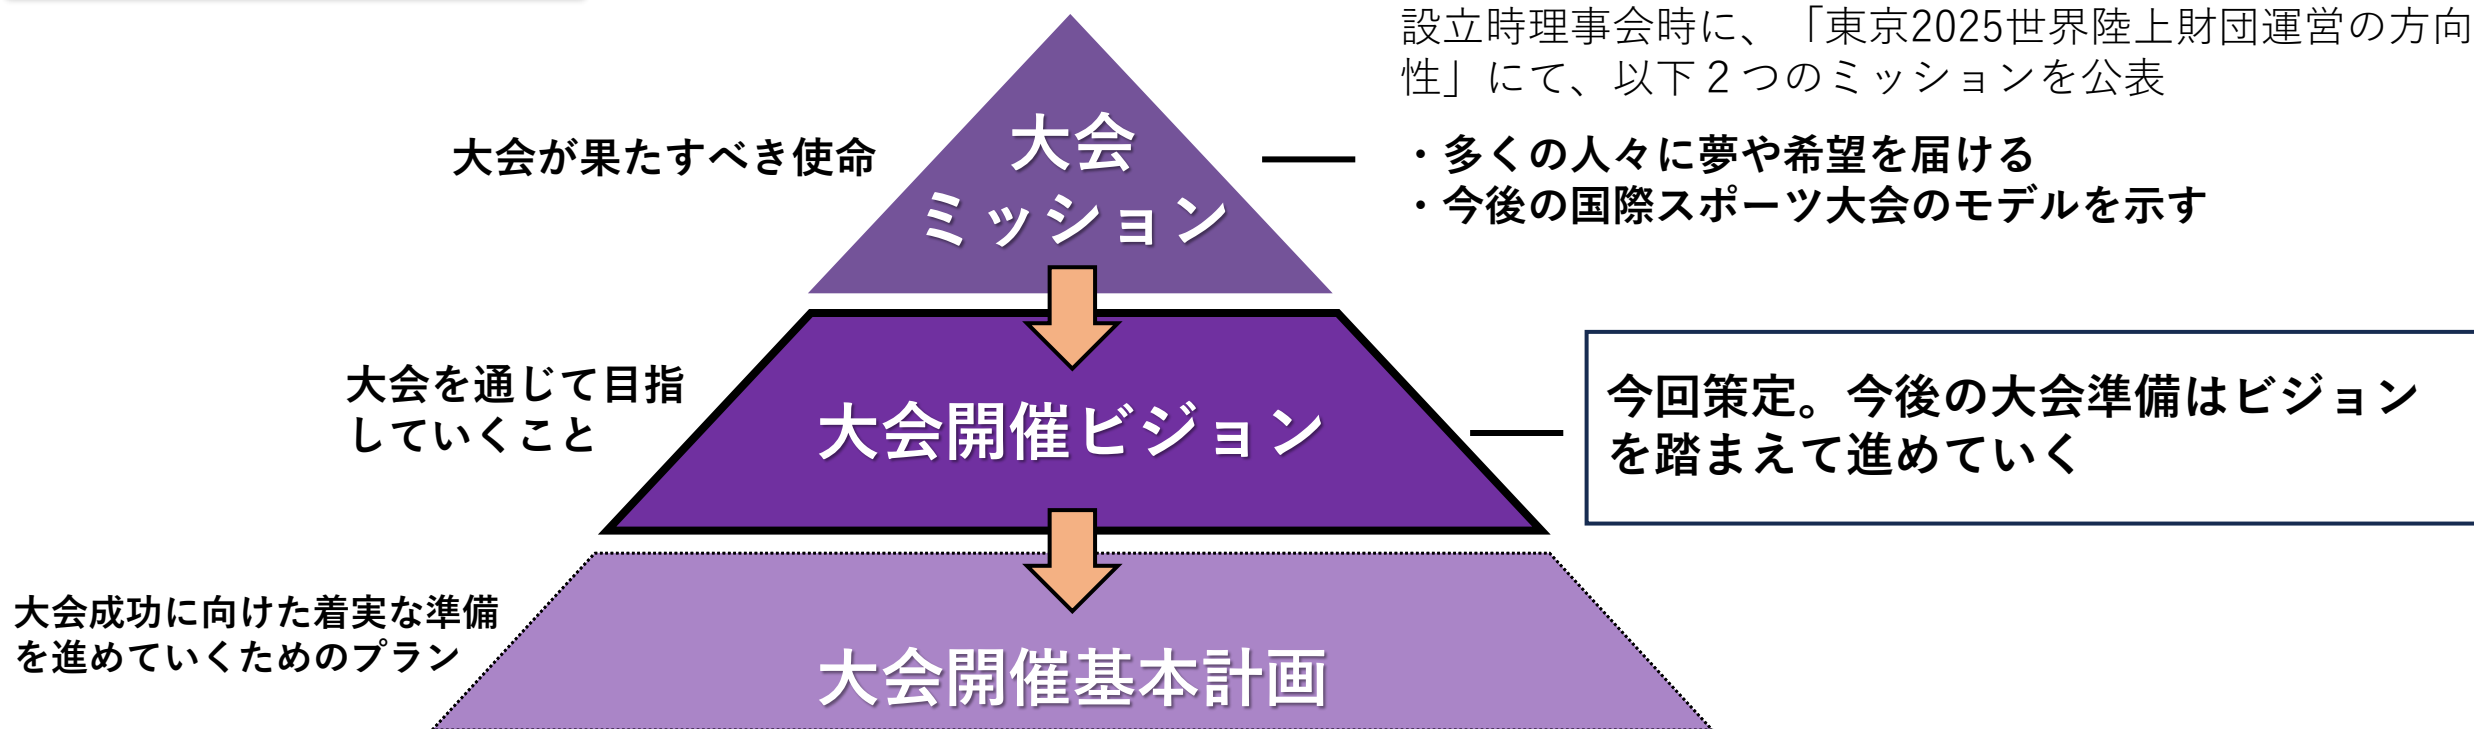 設立時理事会時に、「東京2025世界陸上財団運営の方向
性」にて、以下２つのミッションを公表
大会が果たすべき使命
大会
ミッション
・多くの人々に夢や希望を届ける
・今後の国際スポーツ大会のモデルを示す
大会を通じて目指
していくこと
大会開催ビジョン
今回策定。今後の大会準備はビジョン
を踏まえて進めていく
大会成功に向けた着実な準備
を進めていくためのプラン
大会開催基本計画